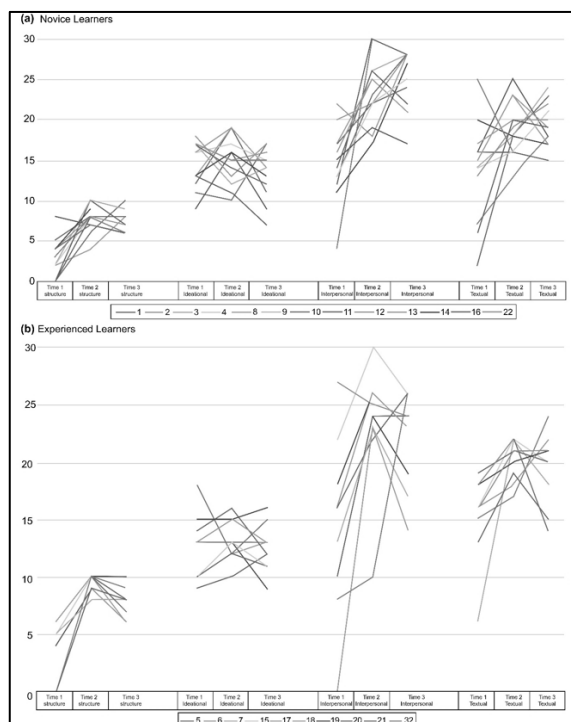 (a) Novice Learners
30
25
20
15
10
5
0
Time 1 Time 2 Time 3 Time 1 Time 2 Time 3 Time 1 Time 2 Time 3 Time 1 Time 2 Time 3
structure structure structure Ideational Ideational Ideational Interpersonal Interpersonal Interpersonal Textual Textual Textual
1 2 3 4 8 9 10 11 12 13 14 16 22
(b) Experienced Learners
30
25
20
15
10
5
0
Time 1 Time 2 Time 3 Time 1 Time 2 Time 3 Time 1 Time 2 Time 3 Time 1 Time 2 Time 3
structure structure structure Ideational Ideational Ideational Interpersonal Interpersonal Interpersonal Textual Textual Textual
5 6 7 15 17 18 19 20 21